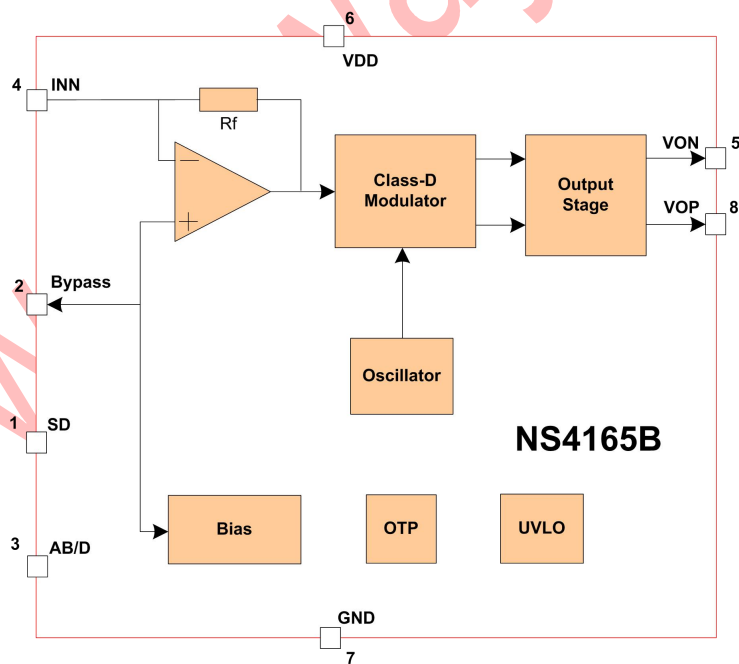 6
VDD
4
INN
Rf
Class-D
Modulator
Output
Stage
VON
5
VOP
8
2
Bypass
Oscillator
1
SD
NS4165B
Bias
OTP
UVLO
3
AB/D
GND
7